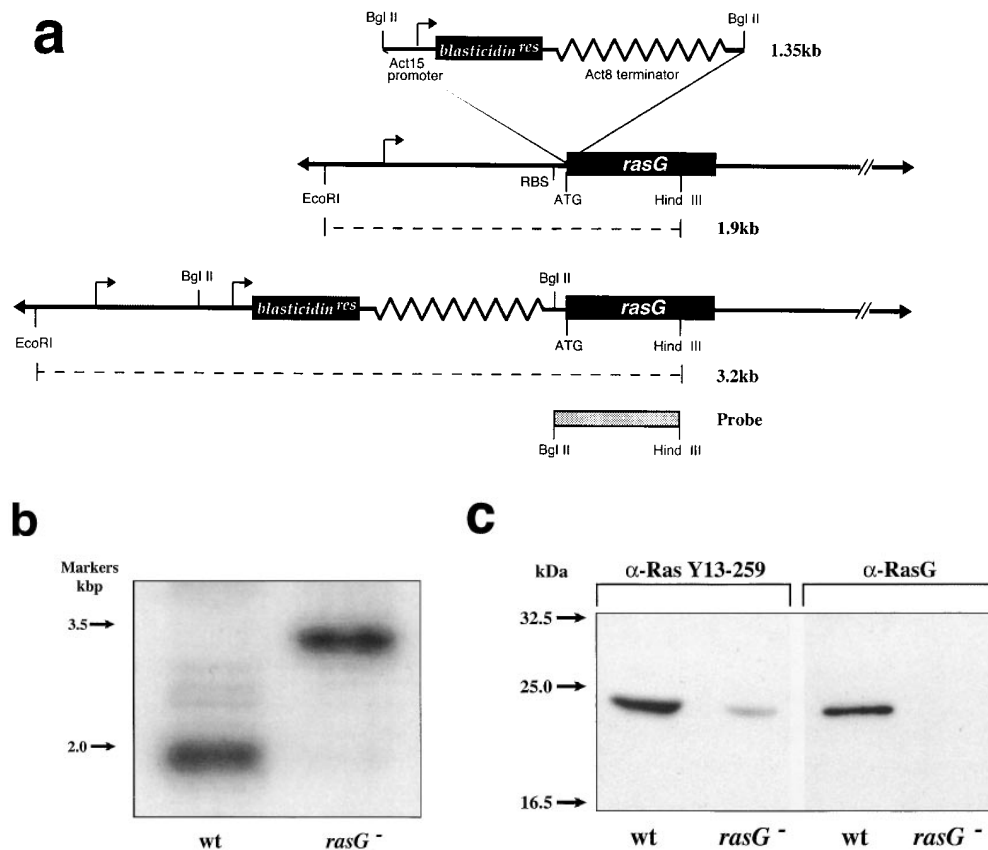 a
Bgl II
Bgl II
blasticidin res
1.35kb
Act15
promoter
Act8 terminator
rasG
RBS
EcoRI
ATG
Hind III
1.9kb
Bgl II
Bgl II
blasticidin res
rasG
EcoRI
ATG
Hind III
3.2kb
Probe
Bgl II
Hind III
b
Markers
kbp
3.5
2.0
wt
rasG -
c
kDa
α-Ras Y13-259
α-RasG
32.5
25.0
16.5
wt
rasG -
wt
rasG -